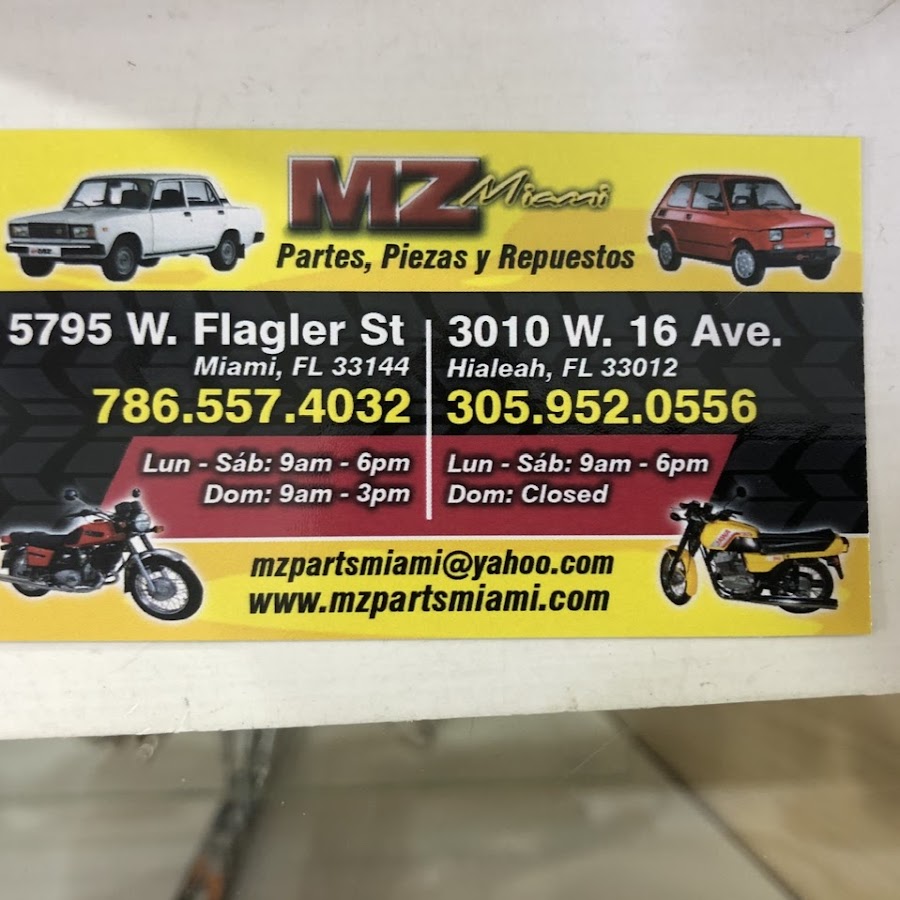 MZ Miami
Partes, Piezas y Repuestos
5795 W. Flagler St
Miami, FL 33144
786.557.4032
3010 W. 16 Ave.
Hialeah, FL 33012
305.952.0556
Lun - Sáb: 9am - 6pm
Dom: 9am - 3pm
Lun - Sáb: 9am - 6pm
Dom: Closed
mzpartsmiami@yahoo.com
www.mzpartsmiami.com